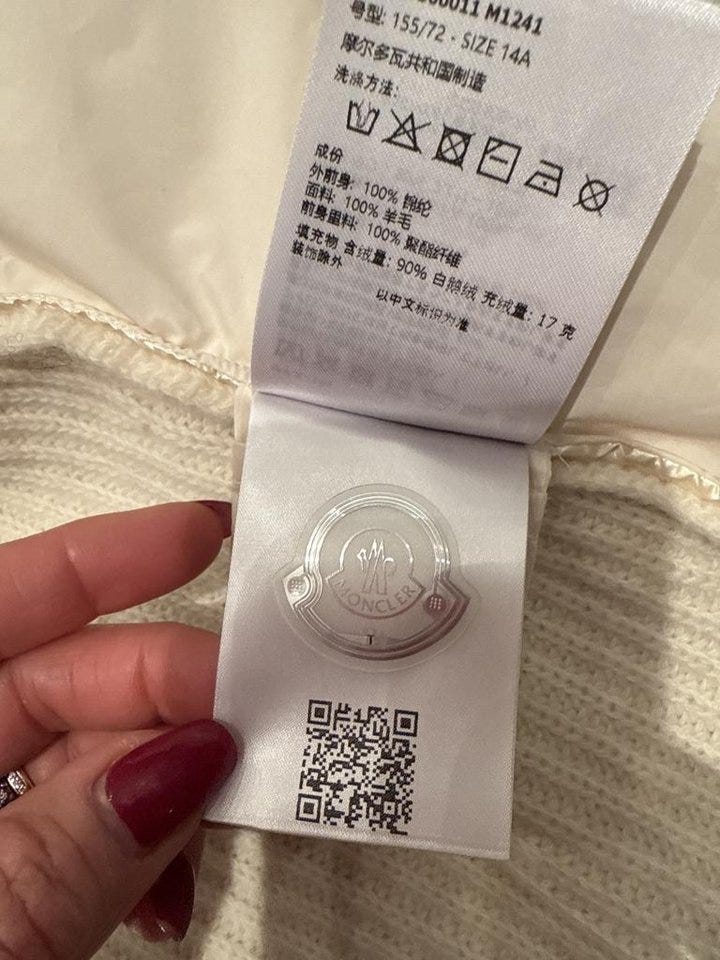 M1241
号型: 155/72 - SIZE 14A
摩尔多瓦共和国制造
洗涤方法:
成份
外前身: 100% 锦纶
面料: 100% 羊毛
前身里料: 100% 聚酯纤维
填充物 含绒量: 90% 白鹅绒 充绒量: 17 克
装饰除外
以中文标识为准
MONCLER
T